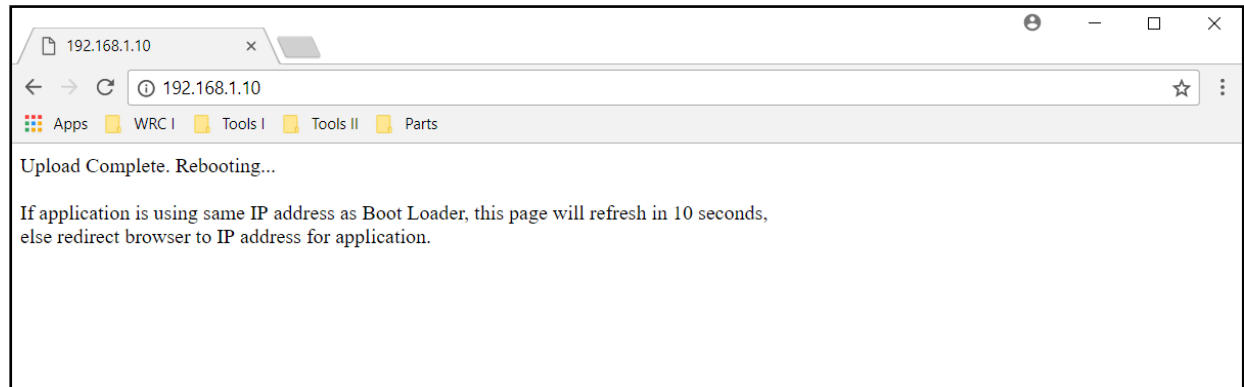 192.168.1.10
192.168.1.10
Apps WRC I Tools I Tools II Parts
Upload Complete. Rebooting...
If application is using same IP address as Boot Loader, this page will refresh in 10 seconds,
else redirect browser to IP address for application.